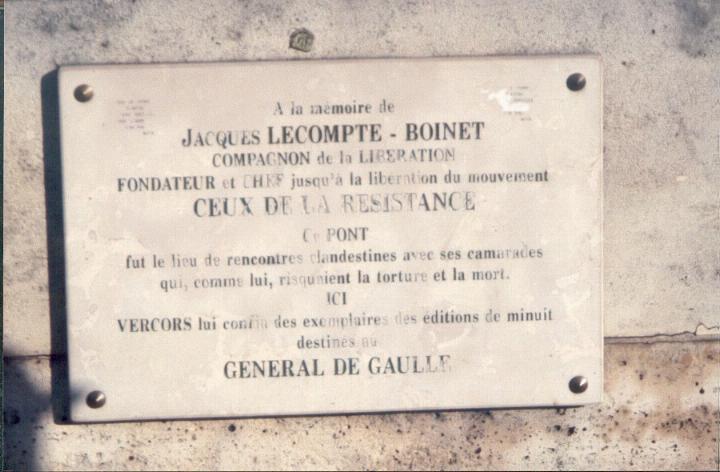 A la mémoire de
JACQUES LECOMPTE - BOINET
COMPAGNON de la LIBERATION
FONDATEUR et CHEF jusqu'à la libération du mouvement
CEUX DE LA RESISTANCE
Ce PONT
fut le lieu de rencontres clandestines avec ses camarades
qui, comme lui, risquaient la torture et la mort.
ICI
VERCORS lui confia des exemplaires des éditions de minuit
destinés au
GENERAL DE GAULLE